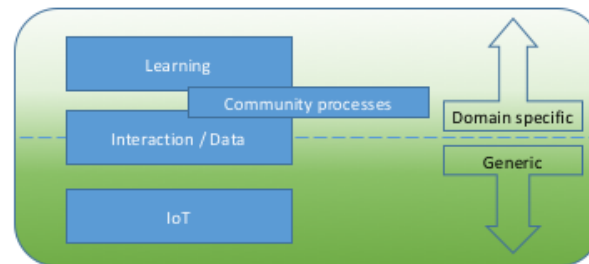 Learning
Community processes
Domain specific
Interaction / Data
Generic
IoT